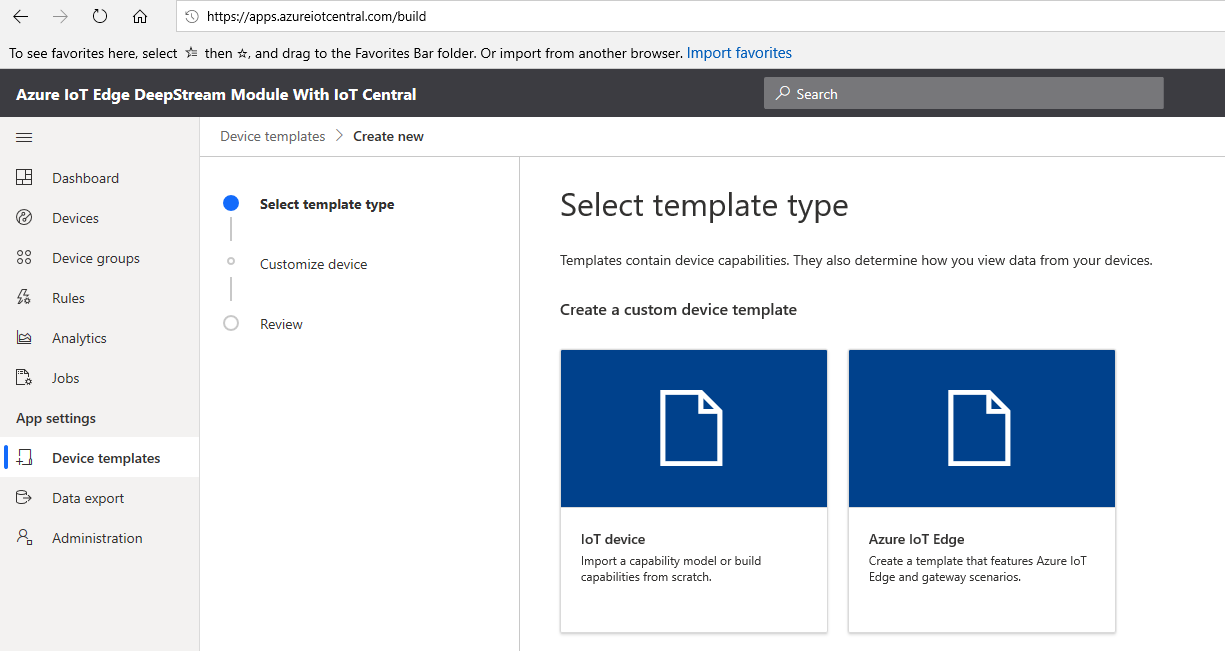 https://apps.azureiotcentral.com/build
To see favorites here, select then , and drag to the Favorites Bar folder. Or import from another browser. Import favorites
Azure IoT Edge DeepStream Module With IoT Central
Search
Device templates > Create new
Dashboard
Devices
Device groups
Rules
Analytics
Jobs
App settings
Device templates
Data export
Administration
Select template type
Customize device
Review
Select template type
Templates contain device capabilities. They also determine how you view data from your devices.
Create a custom device template
IoT device
Import a capability model or build
capabilities from scratch.
Azure IoT Edge
Create a template that features Azure IoT
Edge and gateway scenarios.